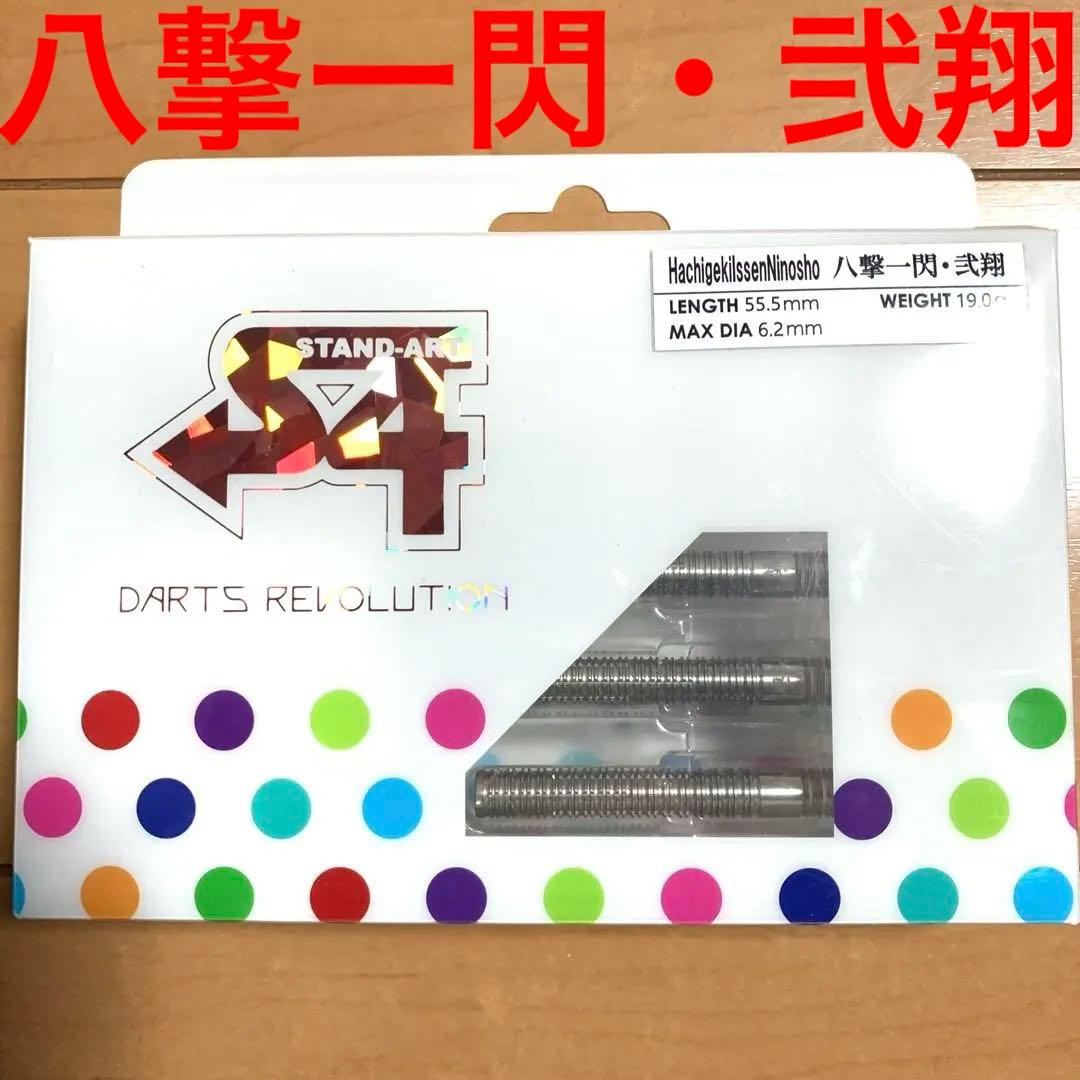 八撃一閃・弐翔
HachigekiIssenNinosho 八撃一閃・弐翔
LENGTH 55.5mm WEIGHT 19.0g
MAX DIA 6.2mm
STAND-ART
S4
DARTS REVOLUTION